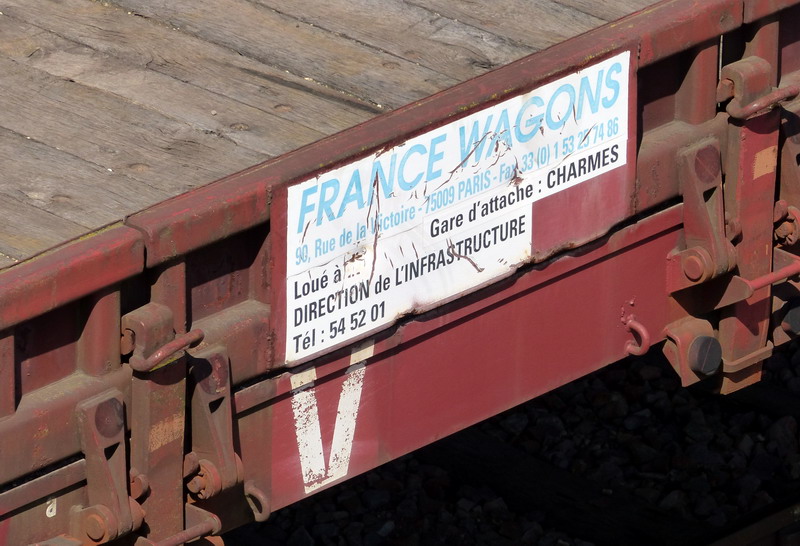 FRANCE WAGONS
90, Rue de la Victoire - 75009 PARIS - Fax 33 (0) 1 53 25 74 86
Gare d'attache : CHARMES
Loué à ...
DIRECTION de L'INFRASTRUCTURE
Tél : 54 52 01
V
a